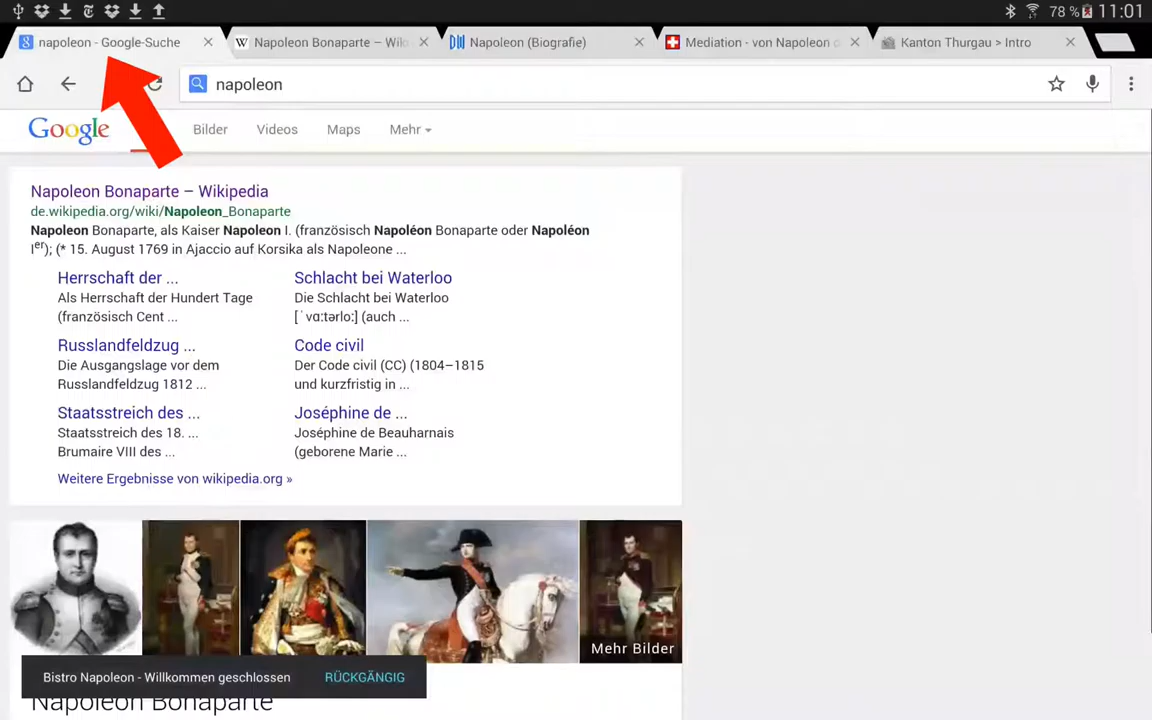 78 % 11:01
napoleon - Google-Suche
Napoleon Bonaparte – Wiki
Napoleon (Biografie)
Mediation - von Napoleon
Kanton Thurgau > Intro
napoleon
Google Bilder Videos Maps Mehr
Napoleon Bonaparte – Wikipedia
de.wikipedia.org/wiki/Napoleon_Bonaparte
Napoleon Bonaparte, als Kaiser Napoleon I. (französisch Napoléon Bonaparte oder Napoléon
Ier); (* 15. August 1769 in Ajaccio auf Korsika als Napoleone ...
Herrschaft der ...
Als Herrschaft der Hundert Tage
(französisch Cent ...
Schlacht bei Waterloo
Die Schlacht bei Waterloo
[ˈvɑːtərloː] (auch ...
Russlandfeldzug ...
Die Ausgangslage vor dem
Russlandfeldzug 1812 ...
Code civil
Der Code civil (CC) (1804–1815
und kurzfristig in ...
Staatsstreich des ...
Staatsstreich des 18. ...
Brumaire VIII des ...
Joséphine de ...
Joséphine de Beauharnais
(geborene Marie ...
Weitere Ergebnisse von wikipedia.org »
Mehr Bilder
Bistro Napoleon - Willkommen geschlossen RÜCKGÄNGIG
Napoleon Bonaparte